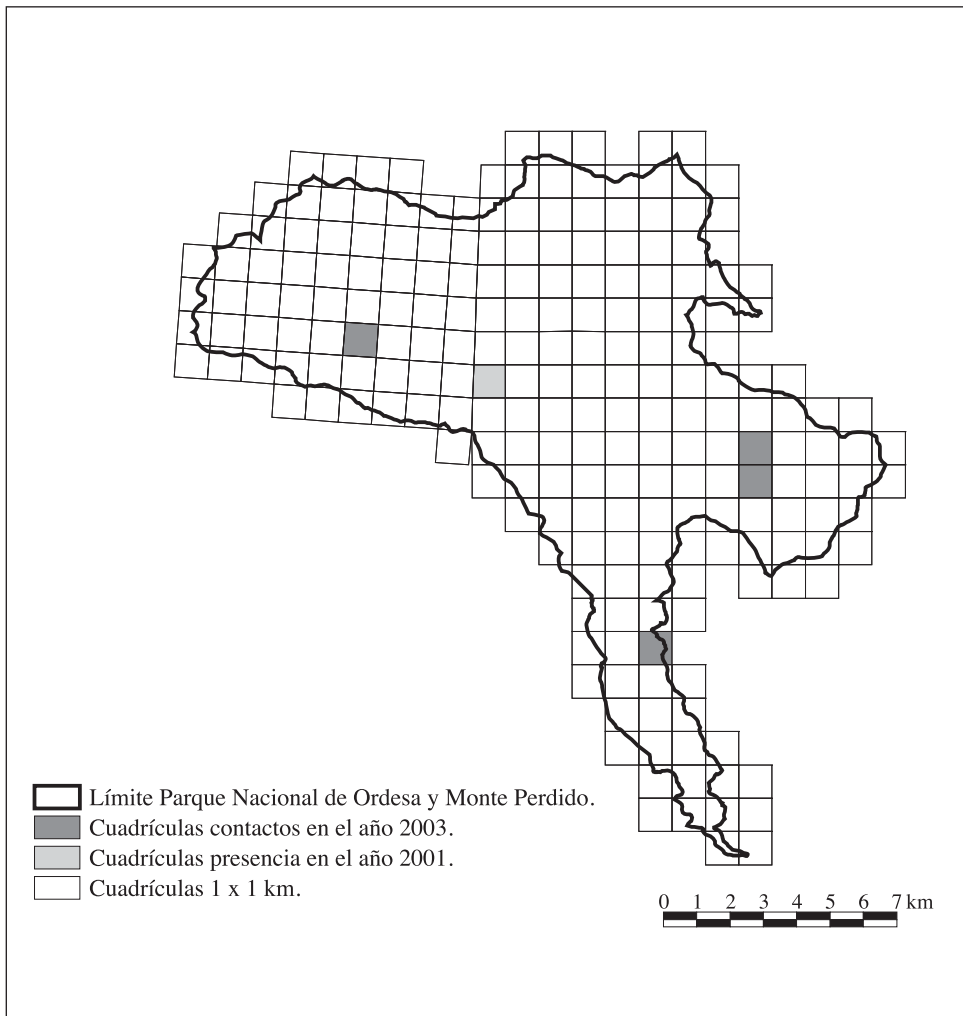 Límite Parque Nacional de Ordesa y Monte Perdido.
Cuadrículas contactos en el año 2003.
Cuadrículas presencia en el año 2001.
Cuadrículas 1 x 1 km.
0 1 2 3 4 5 6 7 km